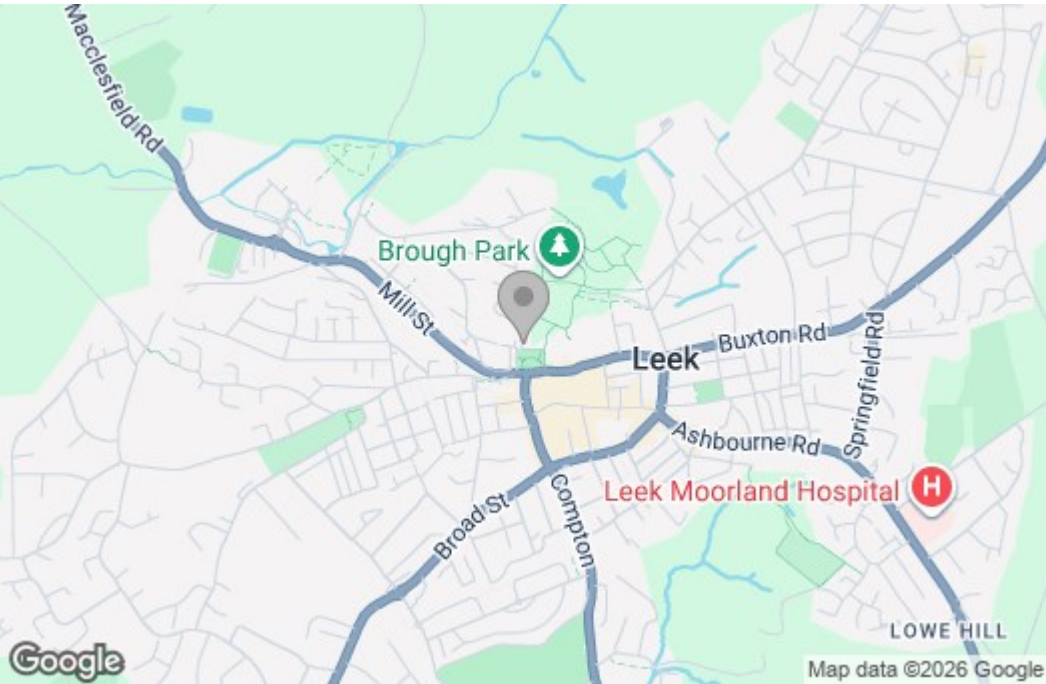 Macclesfield Rd
Brough Park
Mill St
Buxton Rd
Leek
Springfield Rd
Ashbourne Rd
Leek Moorland Hospital
H
Compton
Broad St
LOWE HILL
Google
Map data ©2026 Google